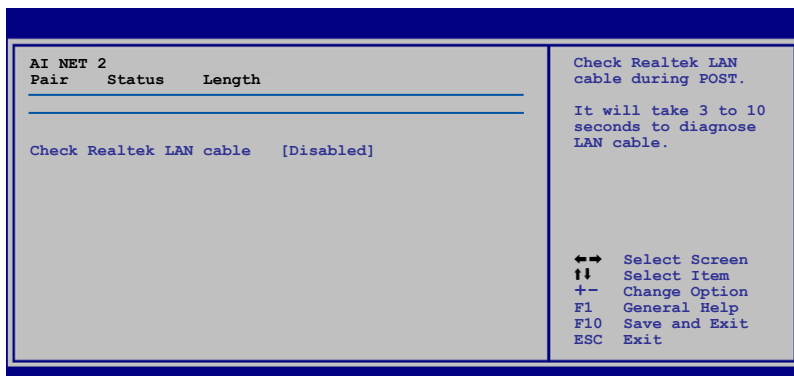 AI NET 2
Pair Status Length
Check Realtek LAN cable [Disabled]
Check Realtek LAN
cable during POST.
It will take 3 to 10
seconds to diagnose
LAN cable.
←→ Select Screen
↑↓ Select Item
+- Change Option
F1 General Help
F10 Save and Exit
ESC Exit